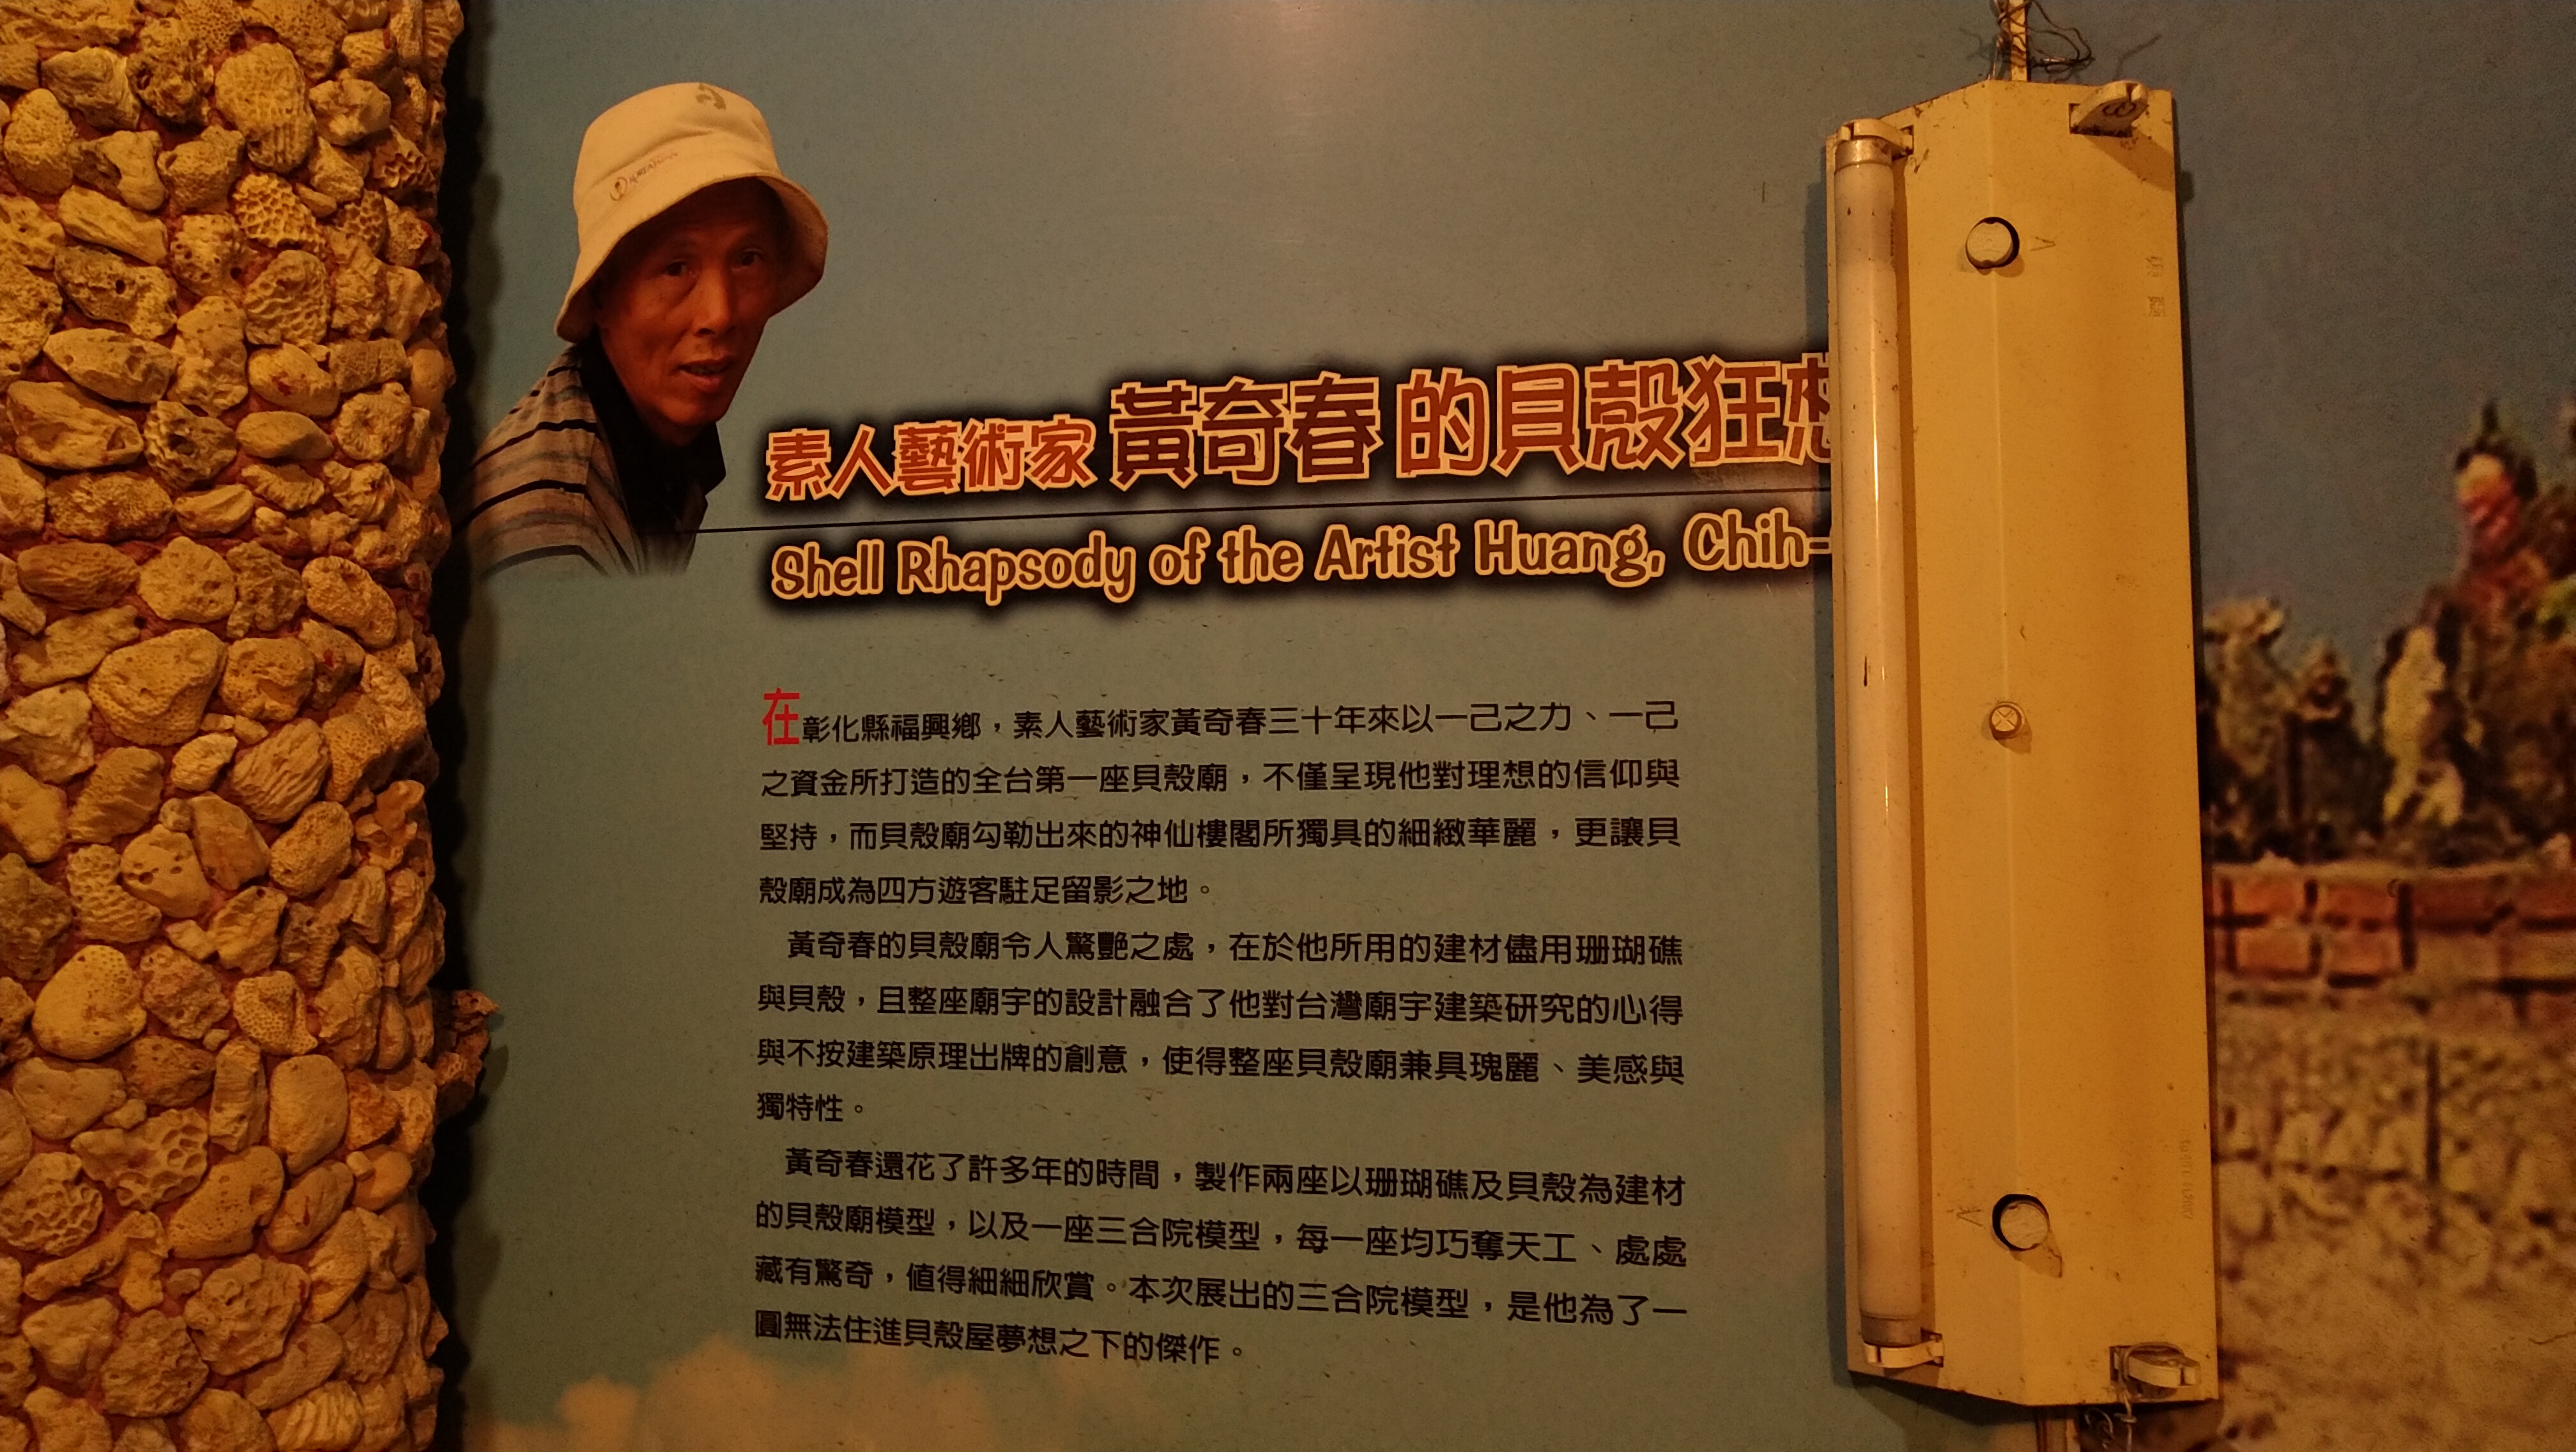 素人藝術家 黃奇春 的貝殼狂想
Shell Rhapsody of the Artist Huang, Chih-
在彰化縣福興鄉，素人藝術家黃奇春三十年來以一己之力、一己
之資金所打造的全台第一座貝殼廟，不僅呈現他對理想的信仰與
堅持，而貝殼廟勾勒出來的神仙樓閣所獨具的細緻華麗，更讓貝
殼廟成為四方遊客駐足留影之地。
黃奇春的貝殼廟令人驚艷之處，在於他所用的建材儘用珊瑚礁
與貝殼，且整座廟宇的設計融合了他對台灣廟宇建築研究的心得
與不按建築原理出牌的創意，使得整座貝殼廟兼具瑰麗、美感與
獨特性。
黃奇春還花了許多年的時間，製作兩座以珊瑚礁及貝殼為建材
的貝殼廟模型，以及一座三合院模型，每一座均巧奪天工、處處
藏有驚奇，值得細細欣賞。本次展出的三合院模型，是他為了一
圓無法住進貝殼屋夢想之下的傑作。